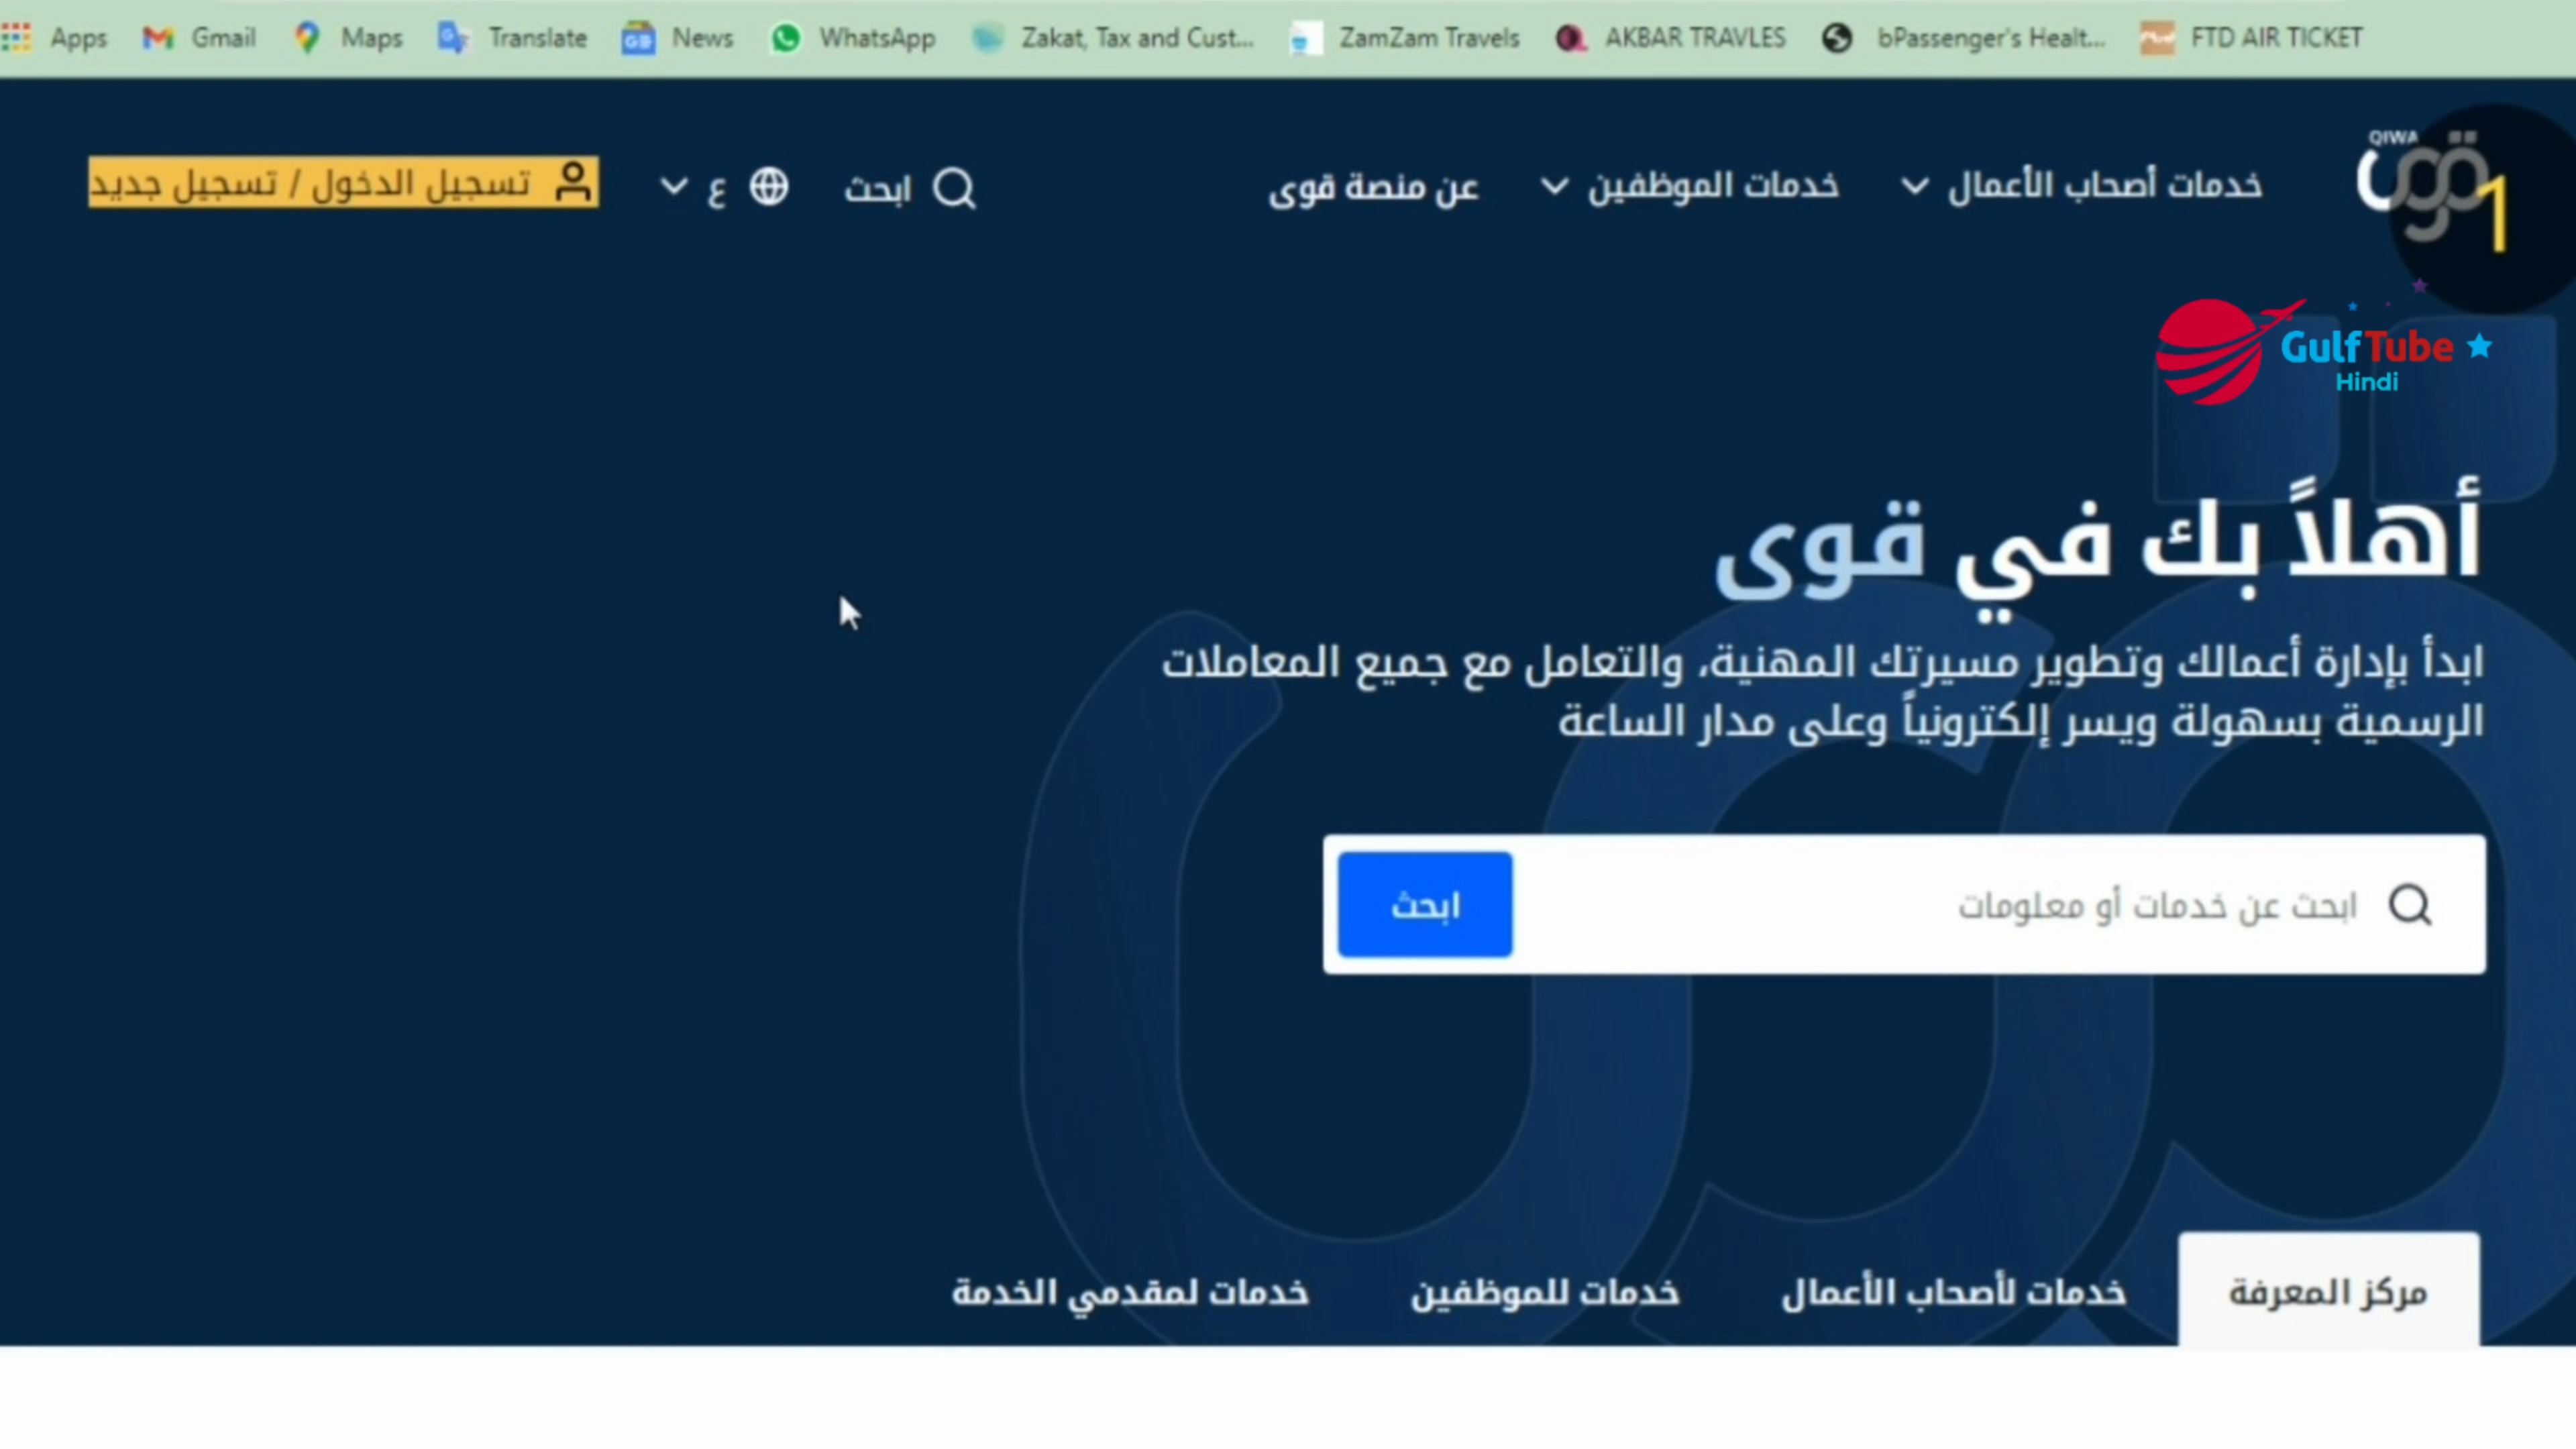 Apps Gmail Maps Translate News WhatsApp Zakat, Tax and Cust... ZamZam Travels AKBAR TRAVLES bPassenger's Healt... FTD AIR TICKET
QIWA
قوى
1
خدمات أصحاب الأعمال خدمات الموظفين عن منصة قوى ابحث ع تسجيل الدخول / تسجيل جديد
GulfTube
Hindi
أهلاً بك في قوى
ابدأ بإدارة أعمالك وتطوير مسيرتك المهنية، والتعامل مع جميع المعاملات
الرسمية بسهولة ويسر إلكترونياً وعلى مدار الساعة
ابحث عن خدمات أو معلومات ابحث
مركز المعرفة خدمات لأصحاب الأعمال خدمات للموظفين خدمات لمقدمي الخدمة